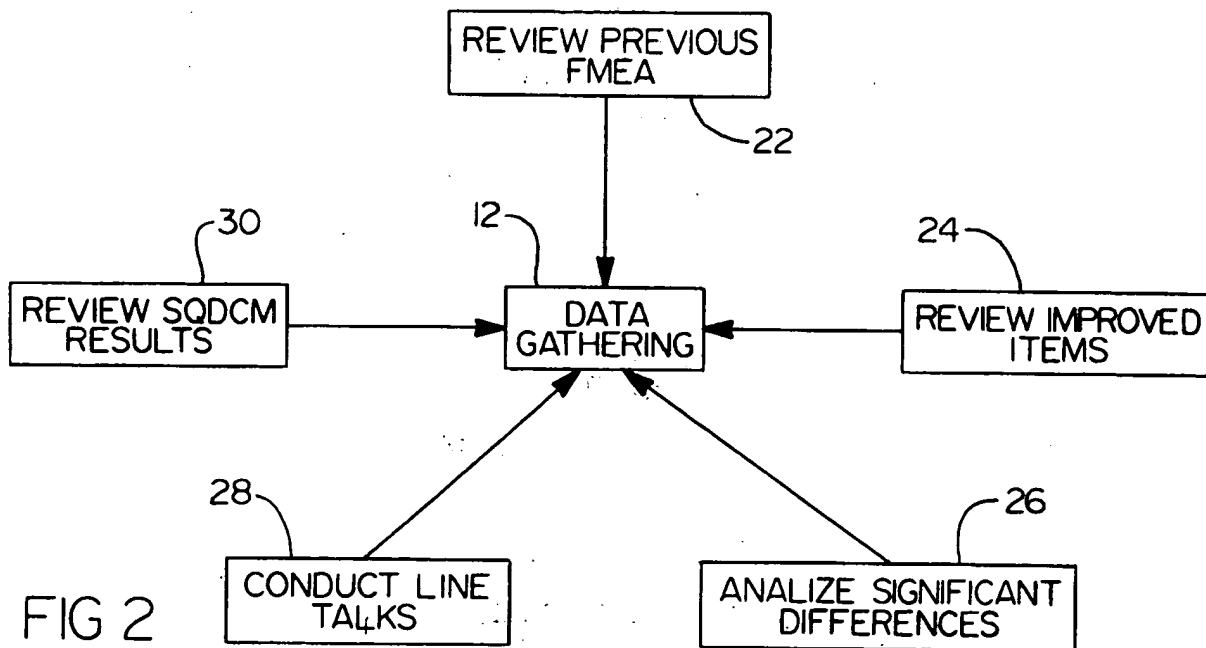 REVIEW PREVIOUS
FMEA
22
30
12
24
REVIEW SQDCM
RESULTS
DATA
GATHERING
REVIEW IMPROVED
ITEMS
28
26
CONDUCT LINE
TA4KS
ANALIZE SIGNIFICANT
DIFFERENCES
FIG 2